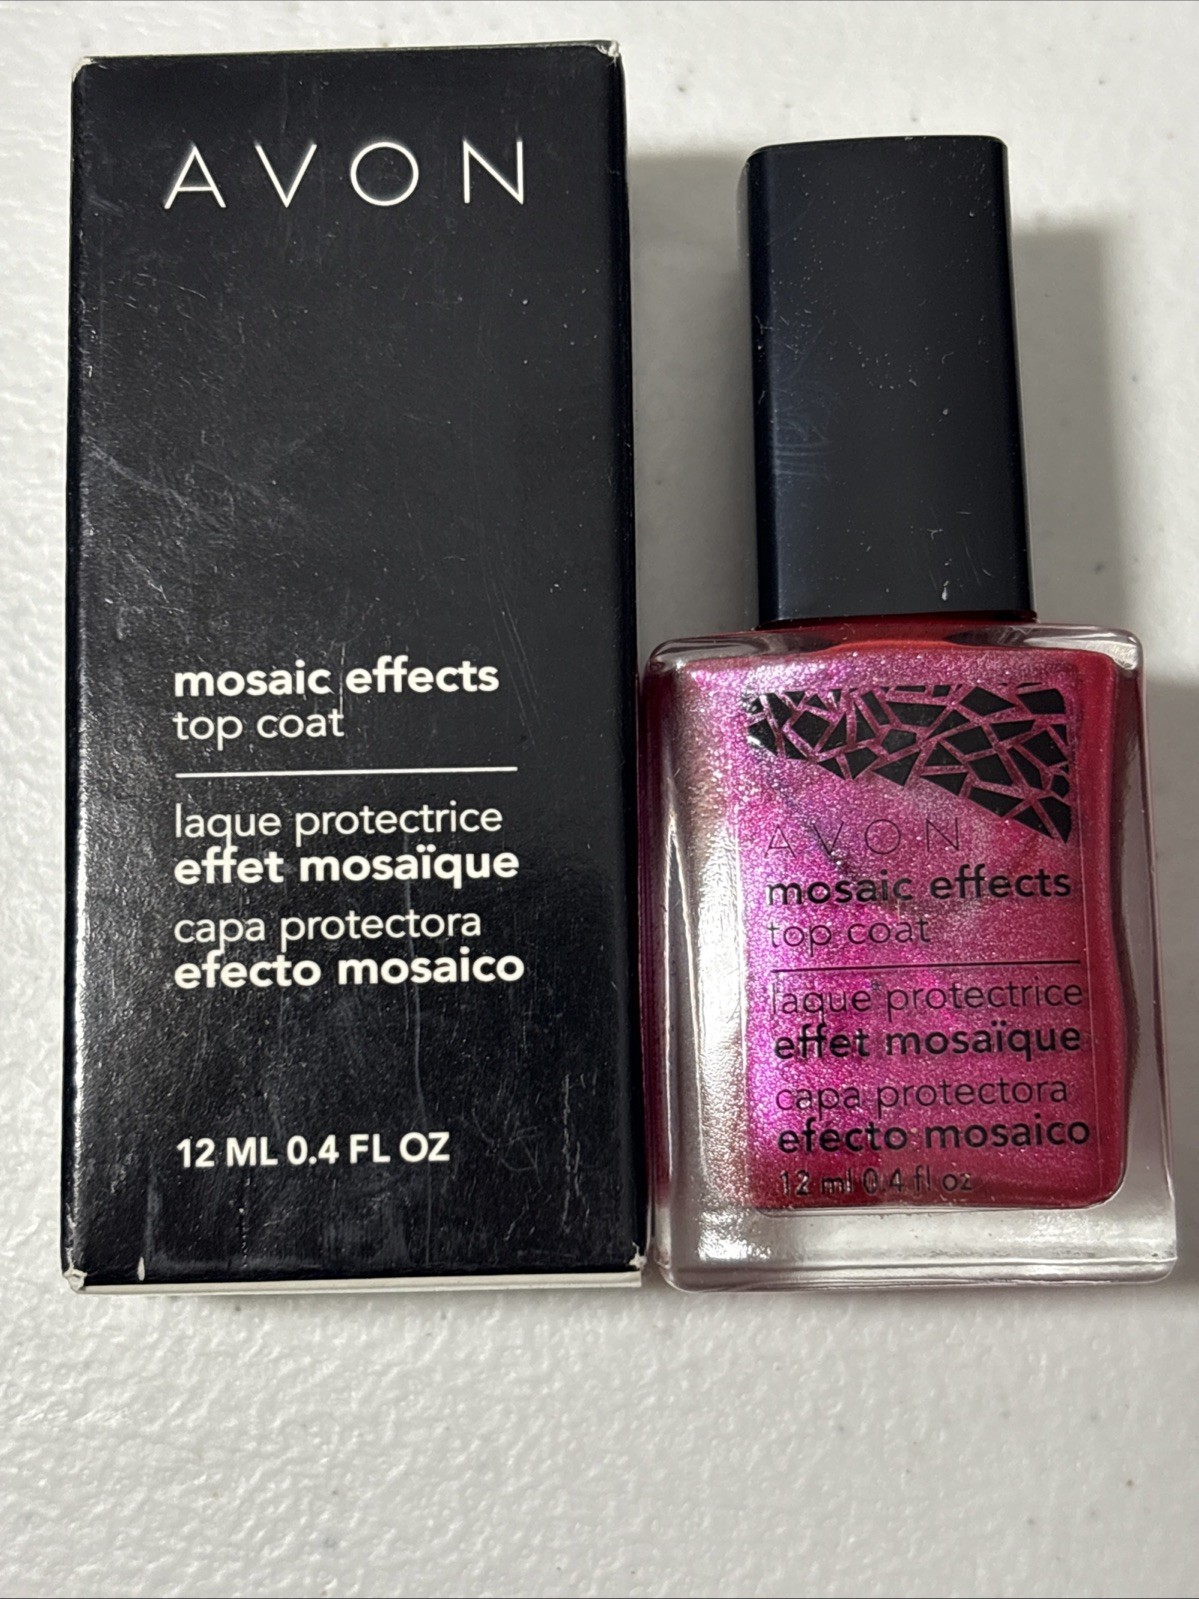 AVON
mosaic effects
top coat
laque protectrice
effet mosaïque
capa protectora
efecto mosaico
12 ML 0.4 FL OZ
AVON
mosaic effects
top coat
laque protectrice
effet mosaïque
capa protectora
efecto mosaico
12 ml 0.4 fl oz